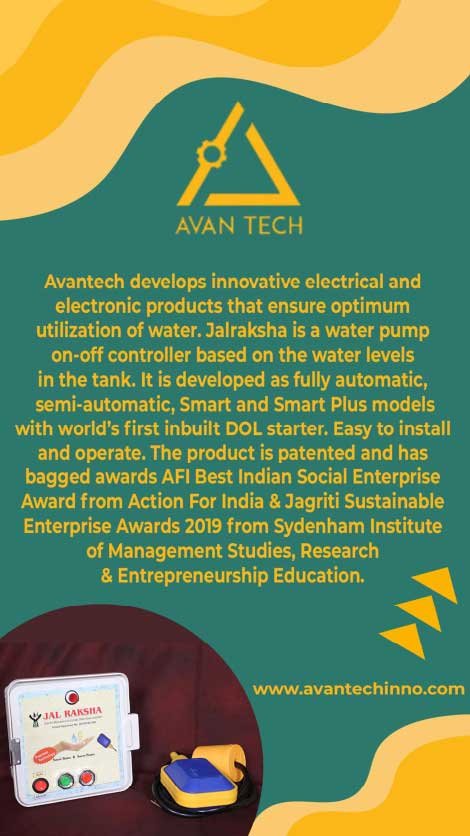 AVAN TECH
Avantech develops innovative electrical and
electronic products that ensure optimum
utilization of water. Jalraksha is a water pump
on-off controller based on the water levels
in the tank. It is developed as fully automatic,
semi-automatic, Smart and Smart Plus models
with world's first inbuilt DOL starter. Easy to install
and operate. The product is patented and has
bagged awards AFI Best Indian Social Enterprise
Award from Action For India & Jagriti Sustainable
Enterprise Awards 2019 from Sydenham Institute
of Management Studies, Research
& Entrepreneurship Education.
www.avantechinno.com
JAL RAKSHA